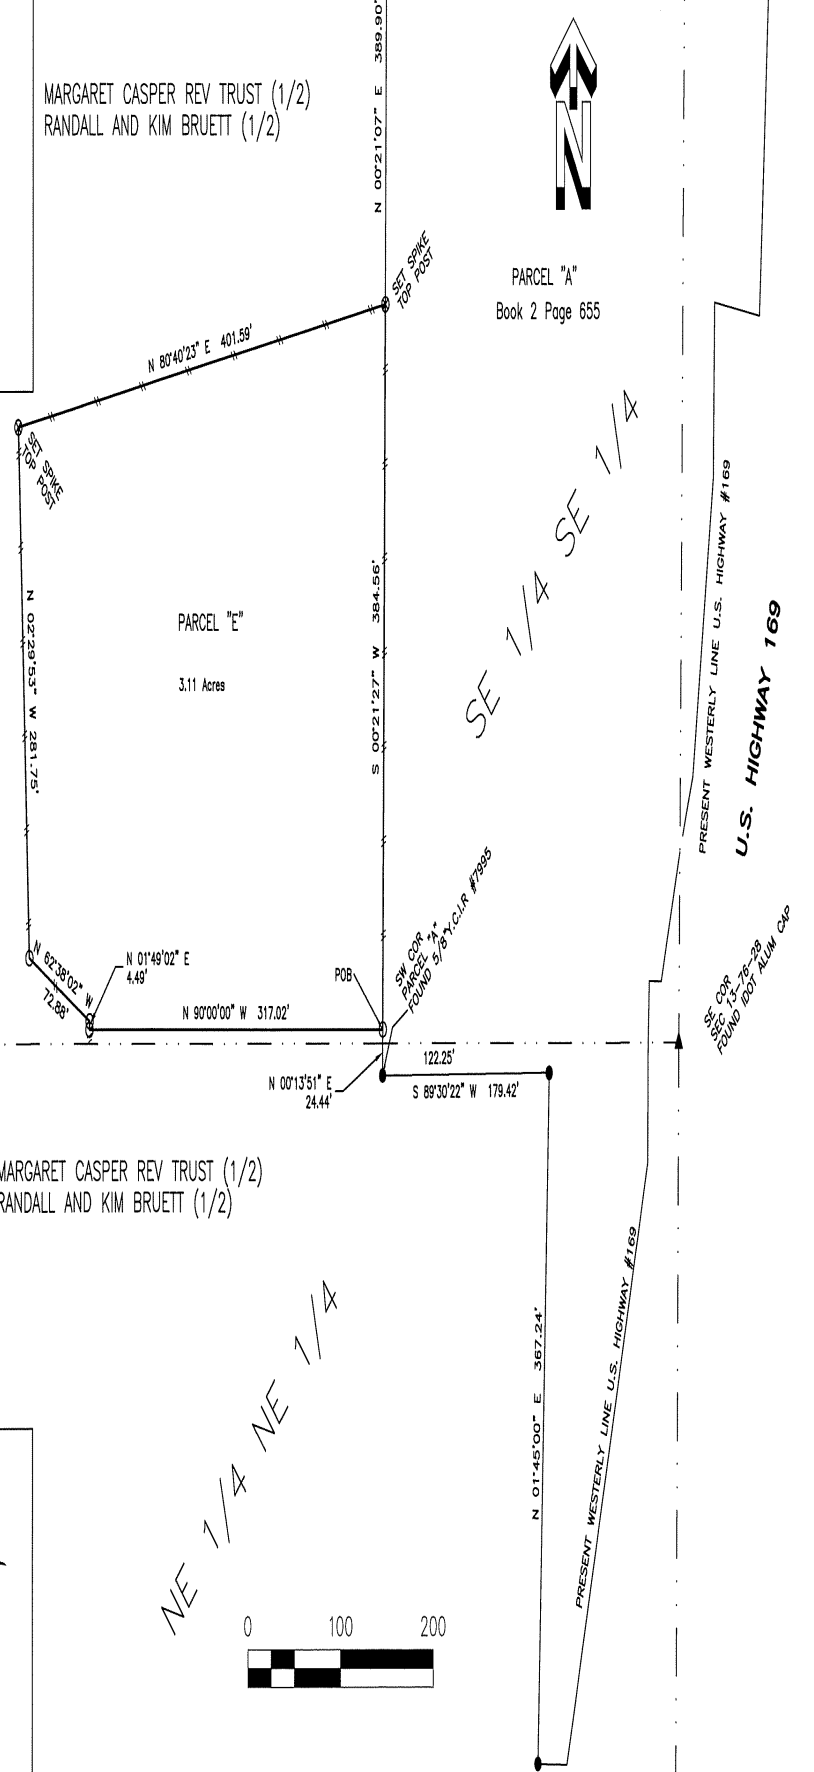 N 00°21'07" E 389.90'
MARGARET CASPER REV TRUST (1/2)
RANDALL AND KIM BRUETT (1/2)
N
SET SPIKE
TOP POST
PARCEL "A"
Book 2 Page 655
N 80°40'23" E 401.59'
SET SPIKE
TOP POST
SE 1/4 SE 1/4
PRESENT WESTERLY LINE U.S. HIGHWAY #169
U.S. HIGHWAY 169
N 02°29'53" W 281.75'
PARCEL "E"
3.11 Acres
S 00°21'27" W 384.56'
SW COR
PARCEL "A"
FOUND 5/8"Y.C.I.R #7995
SE COR
SEC 13-76-28
FOUND IDOT ALUM CAP
N 62°38'02" W
72.88'
N 01°49'02" E
4.49'
POB
N 90°00'00" W 317.02'
122.25'
N 00°13'51" E
24.44'
S 89°30'22" W 179.42'
MARGARET CASPER REV TRUST (1/2)
RANDALL AND KIM BRUETT (1/2)
NE 1/4 NE 1/4
N 01°45'00" E 367.24'
PRESENT WESTERLY LINE U.S. HIGHWAY #169
0 100 200